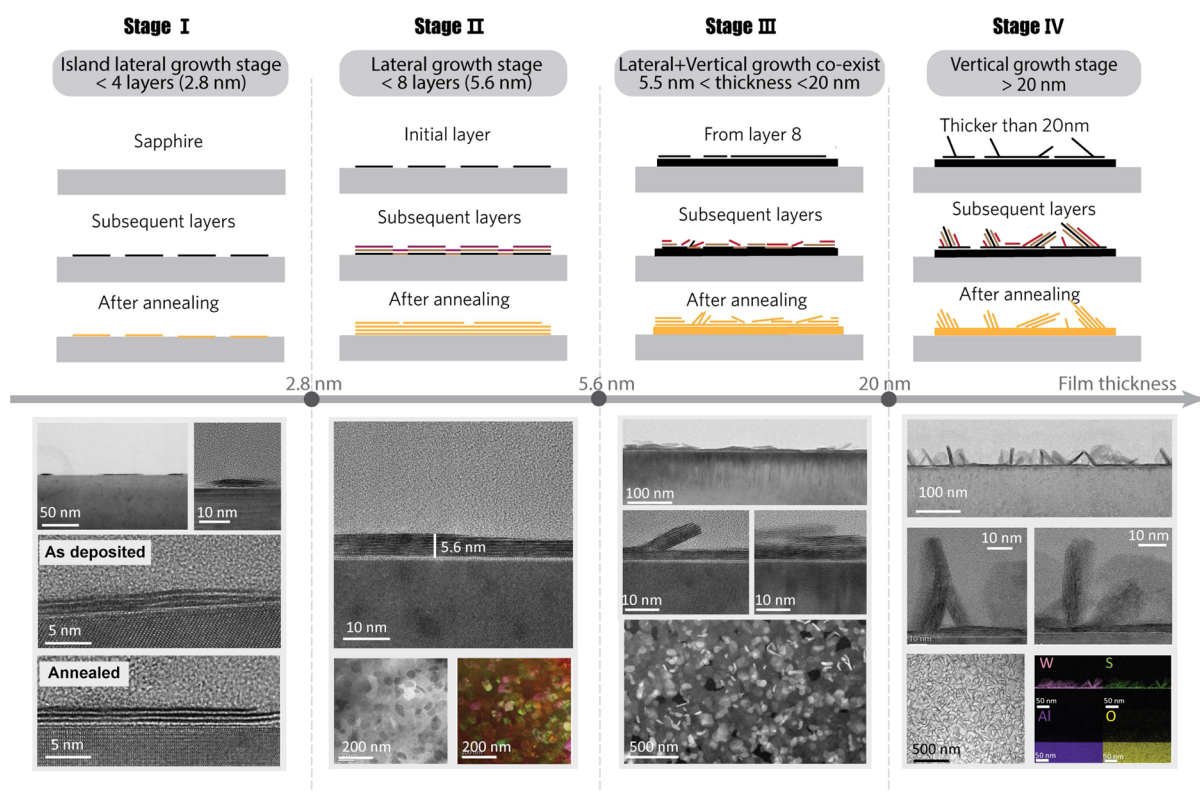 Stage I
Stage II
Stage III
Stage IV
Island lateral growth stage
< 4 layers (2.8 nm)
Lateral growth stage
< 8 layers (5.6 nm)
Lateral+Vertical growth co-exist
5.5 nm < thickness <20 nm
Vertical growth stage
> 20 nm
Sapphire
Initial layer
From layer 8
Thicker than 20nm
Subsequent layers
Subsequent layers
Subsequent layers
Subsequent layers
After annealing
After annealing
After annealing
After annealing
2.8 nm
5.6 nm
20 nm
Film thickness
50 nm
10 nm
As deposited
5 nm
Annealed
5 nm
5.6 nm
10 nm
200 nm
200 nm
100 nm
10 nm
10 nm
500 nm
100 nm
10 nm
10 nm
10 nm
500 nm
W
S
50 nm
50 nm
Al
O
50 nm
50 nm